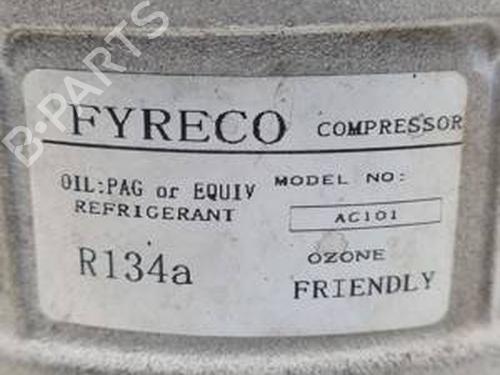 B-PARTS
FYRECO COMPRESSOR
OIL:PAG or EQUIV MODEL NO:
REFRIGERANT AC101
R134a OZONE
FRIENDLY